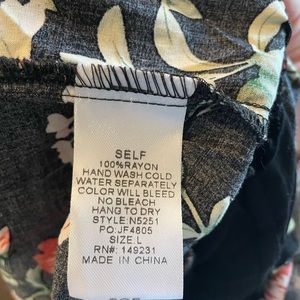 SELF
100%RAYON
HAND WASH COLD
WATER SEPARATELY
COLOR WILL BLEED
NO BLEACH
HANG TO DRY
STYLE:N5251
PO:JF4805
SIZE:L
RN#: 149231
MADE IN CHINA